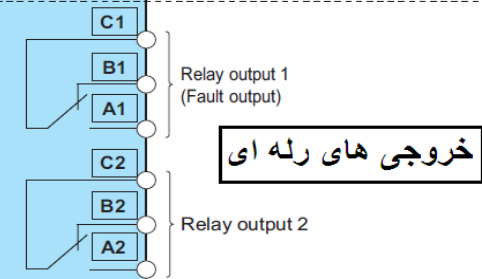 C1
B1
Relay output 1
(Fault output)
A1
خروجی های رله ای
C2
B2
Relay output 2
A2